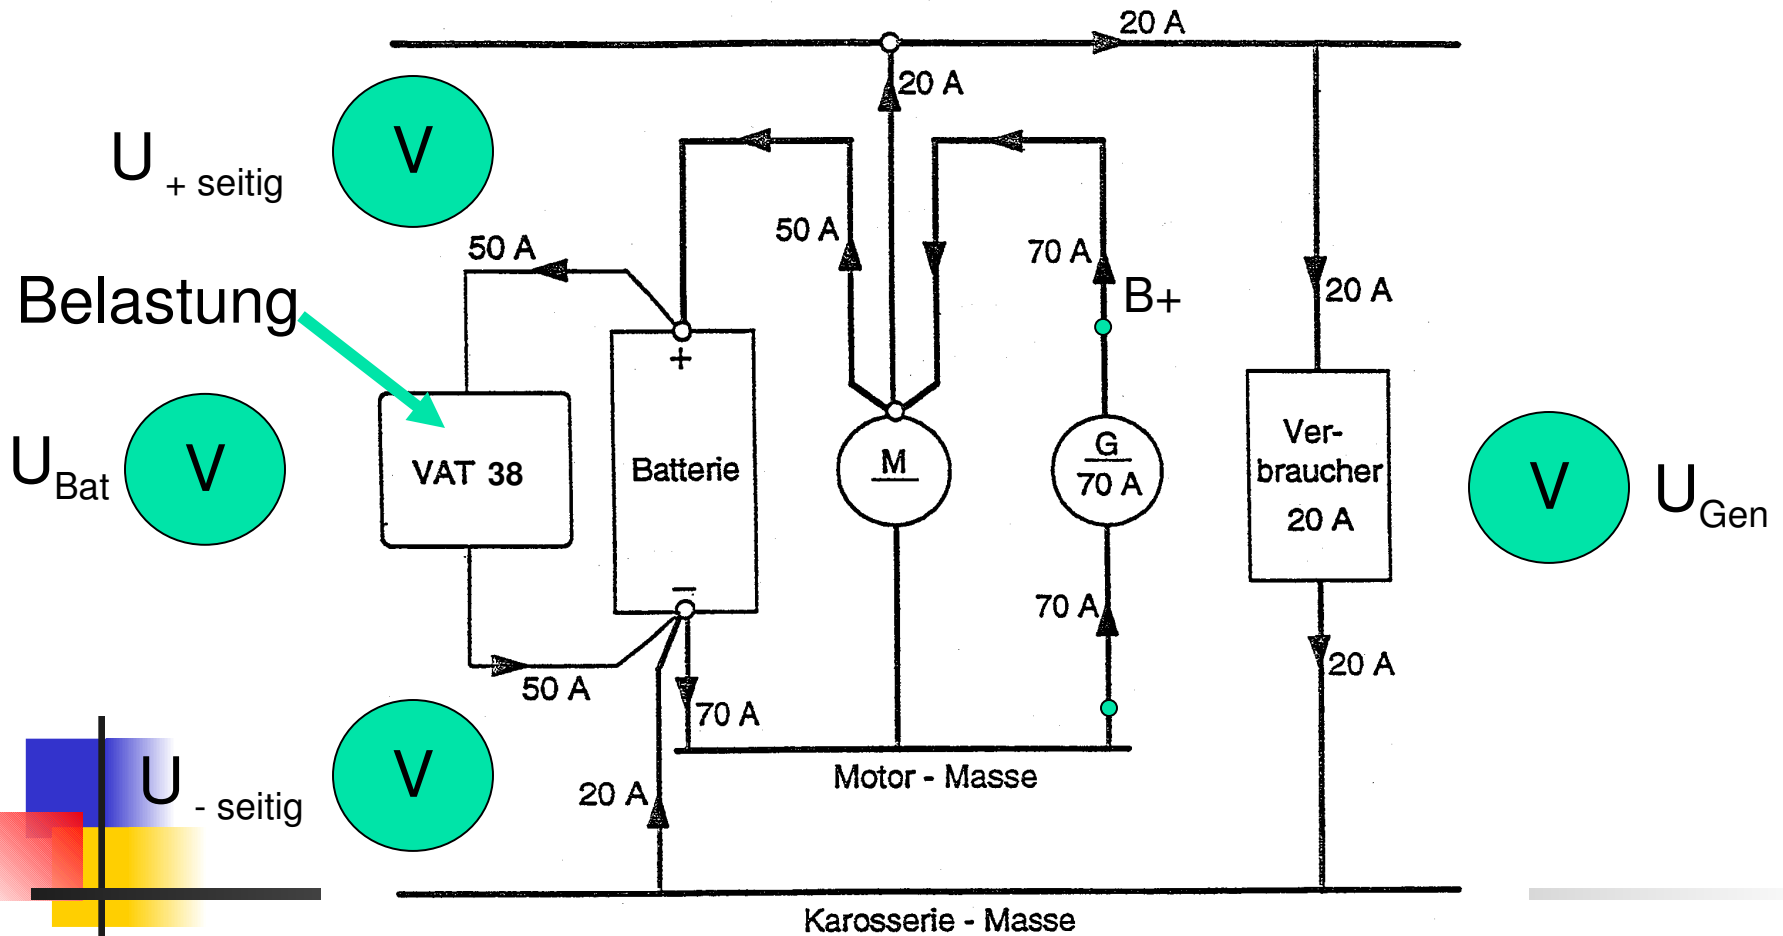 20 A
20 A
V
U + seitig
50 A
50 A
70 A
B+
20 A
Belastung
+
U Bat
V
VAT 38
Batterie
M
G
70 A
Ver-
braucher
20 A
V
U Gen
−
70 A
50 A
70 A
20 A
U - seitig
V
20 A
Motor - Masse
Karosserie - Masse